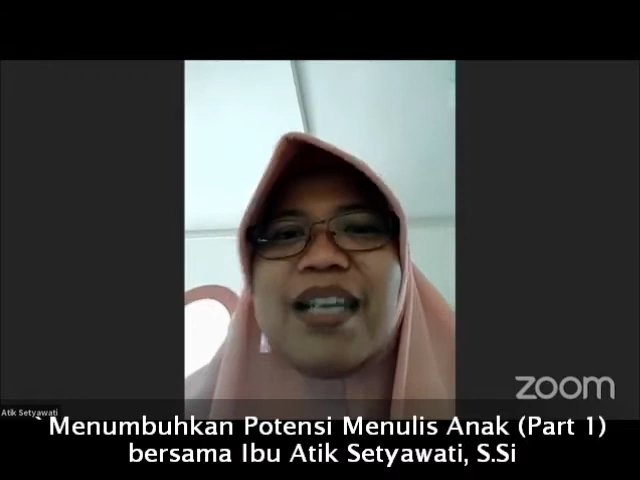 zoom
Atik Setyawati
`Menumbuhkan Potensi Menulis Anak (Part 1)
bersama Ibu Atik Setyawati, S.Si